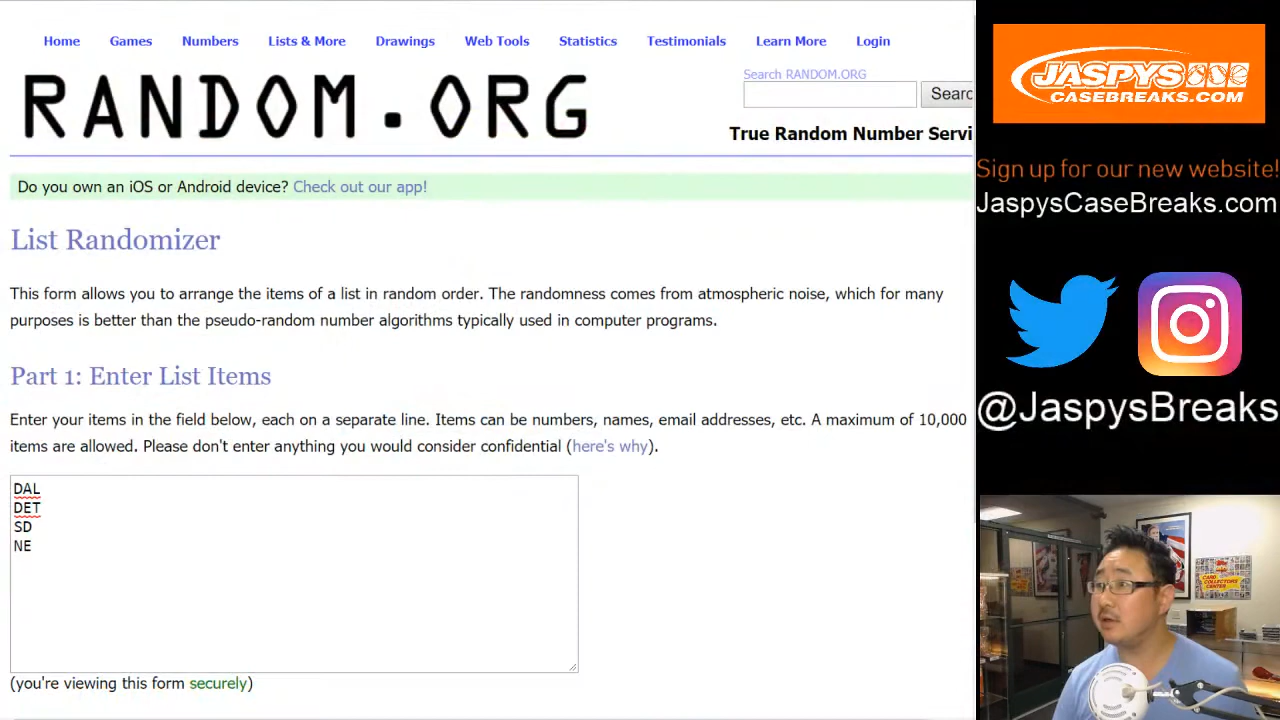 Home Games Numbers Lists & More Drawings Web Tools Statistics Testimonials Learn More Login
RANDOM.ORG
Search RANDOM.ORG
Searc
True Random Number Servi
Do you own an iOS or Android device? Check out our app!
List Randomizer
This form allows you to arrange the items of a list in random order. The randomness comes from atmospheric noise, which for many
purposes is better than the pseudo-random number algorithms typically used in computer programs.
Part 1: Enter List Items
Enter your items in the field below, each on a separate line. Items can be numbers, names, email addresses, etc. A maximum of 10,000
items are allowed. Please don't enter anything you would consider confidential (here's why).
DAL
DET
SD
NE
(you're viewing this form securely)
JASPYS
CASEBREAKS.COM
Sign up for our new website!
JaspysCaseBreaks.com
@JaspysBreaks
CARD
COLLECTORS
CENTER